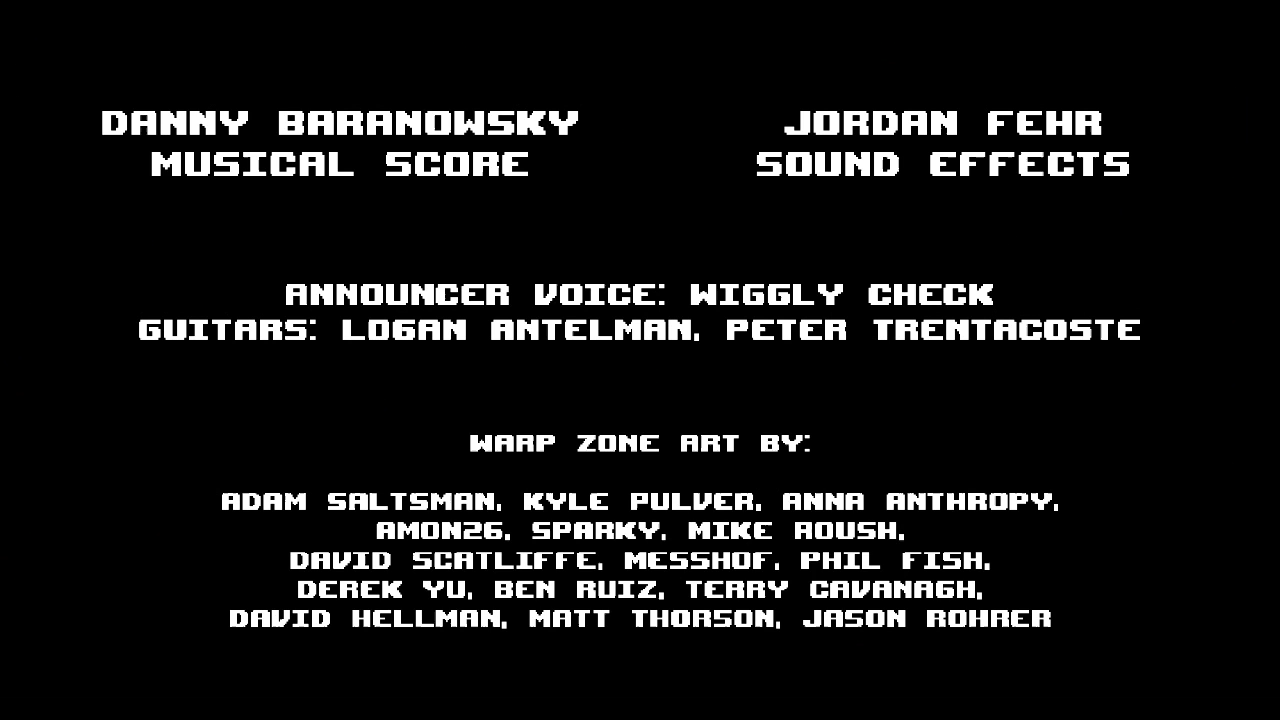 DANNY BARANOWSKY
MUSICAL SCORE
JORDAN FEHR
SOUND EFFECTS
ANNOUNCER VOICE: WIGGLY CHECK
GUITARS: LOGAN ANTELMAN, PETER TRENTACOSTE
WARP ZONE ART BY:
ADAM SALTSMAN, KYLE PULVER, ANNA ANTHROPY,
AMON26, SPARKY, MIKE ROUSH,
DAVID SCATLIFFE, MESSHOF, PHIL FISH,
DEREK YU, BEN RUIZ, TERRY CAVANAGH,
DAVID HELLMAN, MATT THORSON, JASON ROHRER